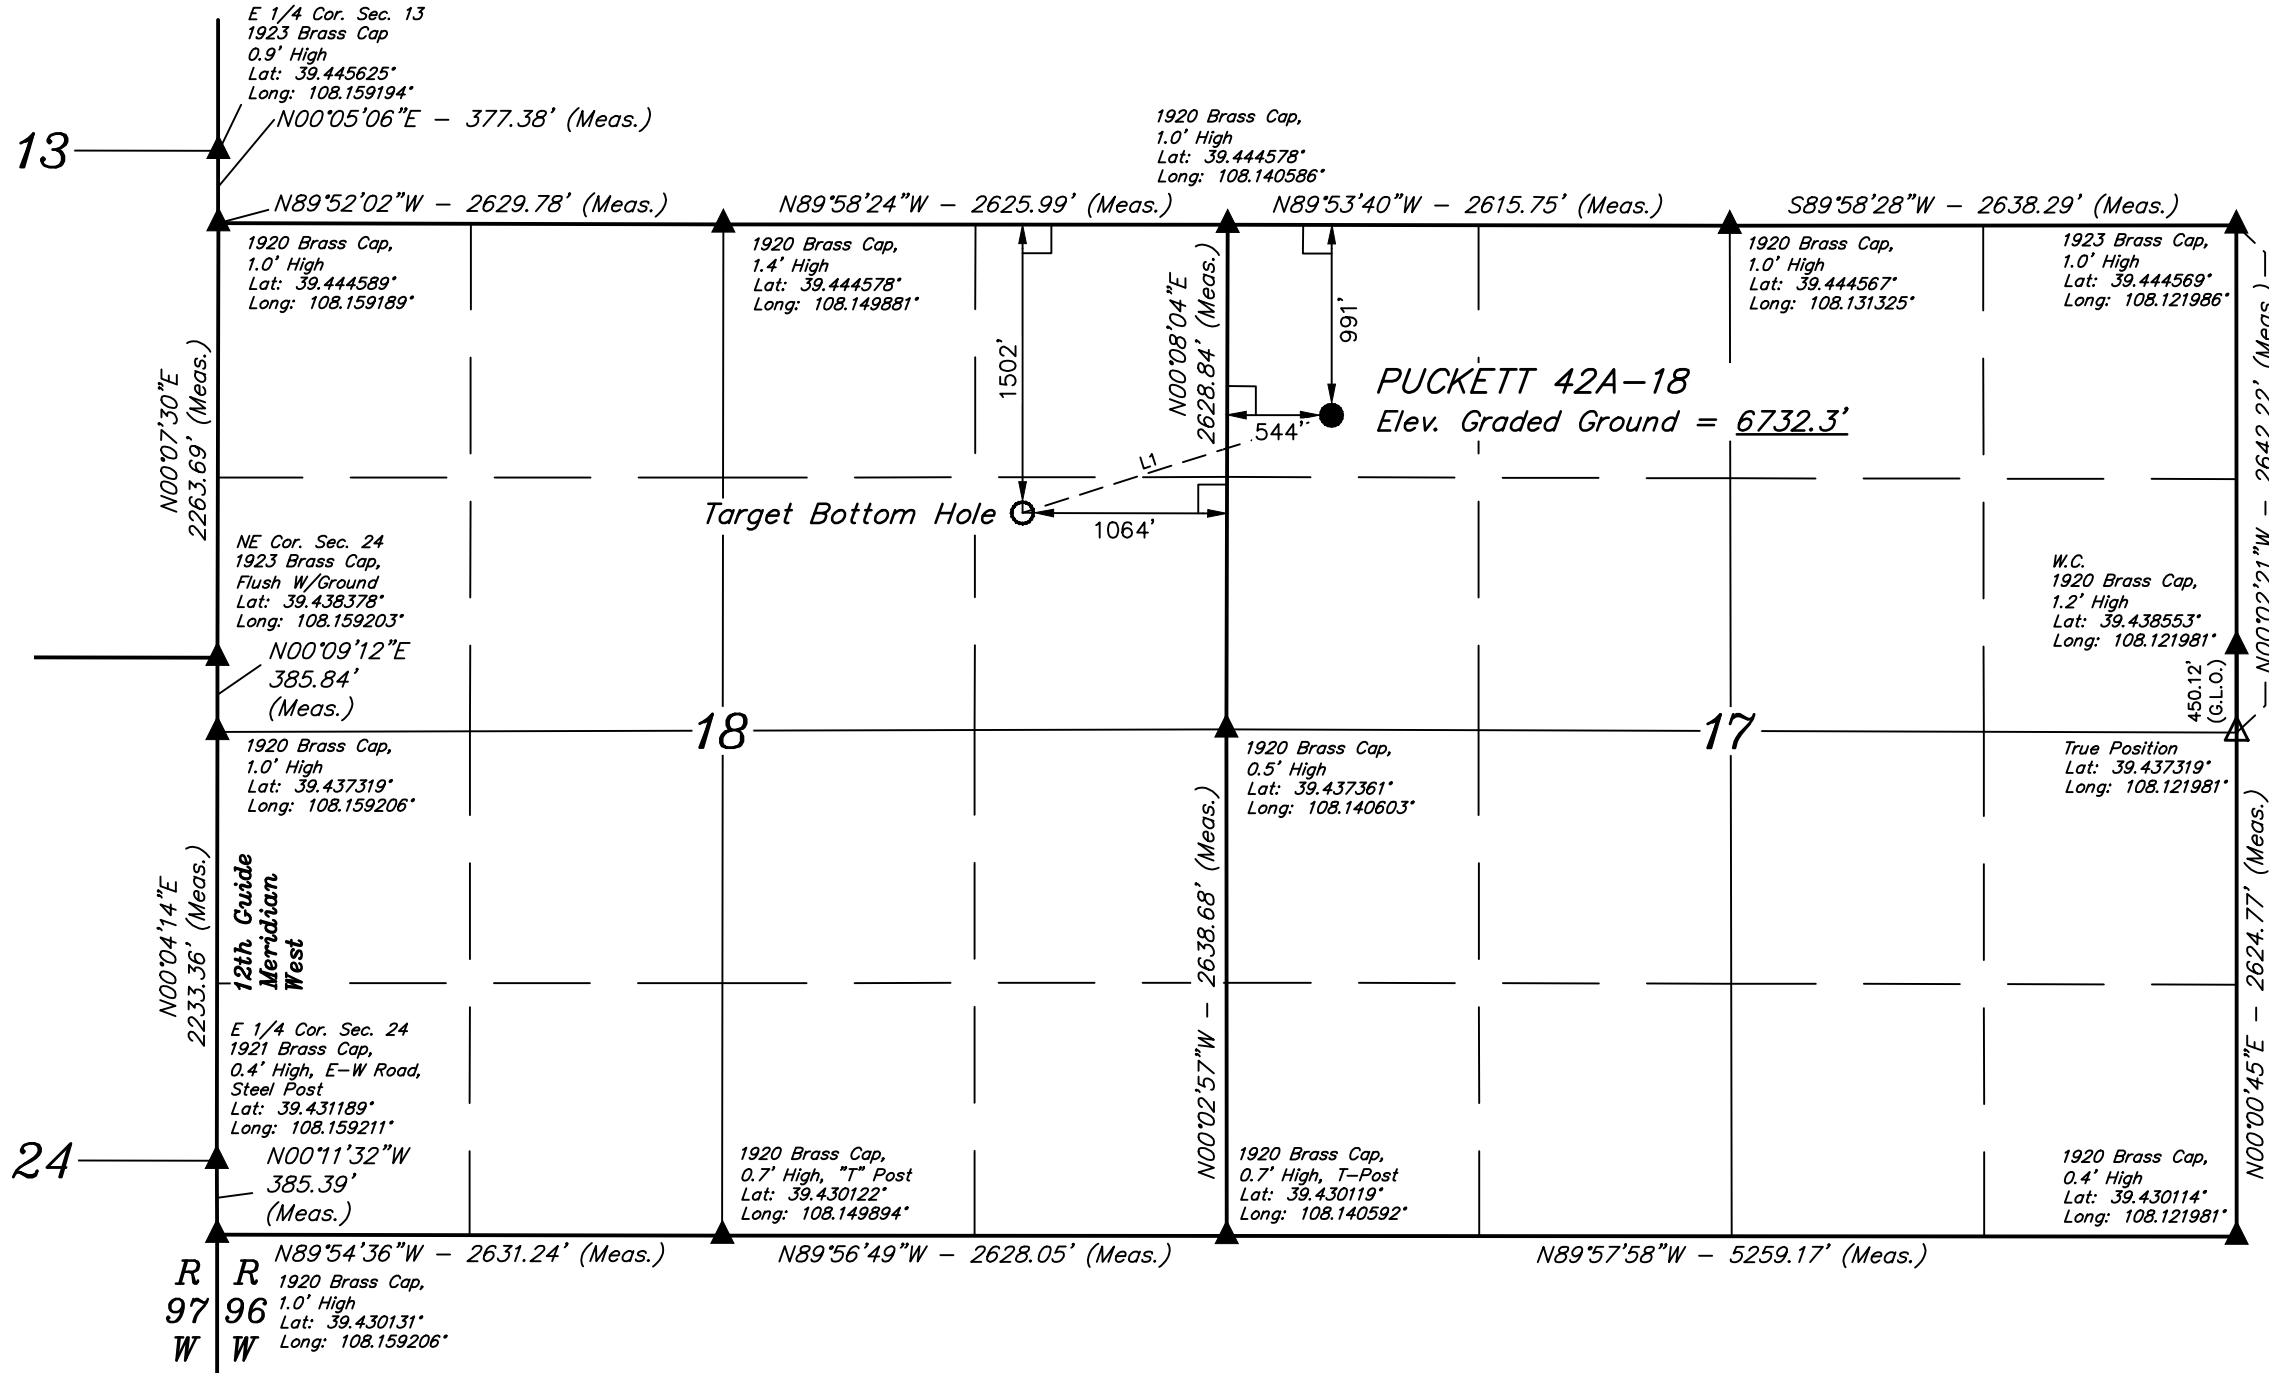 E 1/4 Cor. Sec. 13
1923 Brass Cap
0.9' High
Lat: 39.445625°
Long: 108.159194°
N00°05'06"E – 377.38' (Meas.)
13
1920 Brass Cap,
1.0' High
Lat: 39.444578°
Long: 108.140586°
N89°52'02"W – 2629.78' (Meas.)
N89°58'24"W – 2625.99' (Meas.)
N89°53'40"W – 2615.75' (Meas.)
S89°58'28"W – 2638.29' (Meas.)
1920 Brass Cap,
1.0' High
Lat: 39.444589°
Long: 108.159189°
1920 Brass Cap,
1.4' High
Lat: 39.444578°
Long: 108.149881°
1920 Brass Cap,
1.0' High
Lat: 39.444567°
Long: 108.131325°
1923 Brass Cap,
1.0' High
Lat: 39.444569°
Long: 108.121986°
N00°07'30"E
2263.69' (Meas.)
1502'
N00°08'04"E
2628.84' (Meas.)
991'
N00°02'21"W – 2642.22' (Meas.)
PUCKETT 42A–18
Elev. Graded Ground = 6732.3'
544'
L1
Target Bottom Hole
1064'
NE Cor. Sec. 24
1923 Brass Cap,
Flush W/Ground
Lat: 39.438378°
Long: 108.159203°
N00°09'12"E
385.84'
(Meas.)
W.C.
1920 Brass Cap,
1.2' High
Lat: 39.438553°
Long: 108.121981°
450.12'
(G.L.O.)
18
17
1920 Brass Cap,
1.0' High
Lat: 39.437319°
Long: 108.159206°
1920 Brass Cap,
0.5' High
Lat: 39.437361°
Long: 108.140603°
True Position
Lat: 39.437319°
Long: 108.121981°
N00°04'14"E
2233.36' (Meas.)
12th Guide
Meridian
West
N00°02'57"W – 2638.68' (Meas.)
N00°00'45"E – 2624.77' (Meas.)
E 1/4 Cor. Sec. 24
1921 Brass Cap,
0.4' High, E–W Road,
Steel Post
Lat: 39.431189°
Long: 108.159211°
24
N00°11'32"W
385.39'
(Meas.)
1920 Brass Cap,
0.7' High, "T" Post
Lat: 39.430122°
Long: 108.149894°
1920 Brass Cap,
0.7' High, T–Post
Lat: 39.430119°
Long: 108.140592°
1920 Brass Cap,
0.4' High
Lat: 39.430114°
Long: 108.121981°
N89°54'36"W – 2631.24' (Meas.)
N89°56'49"W – 2628.05' (Meas.)
N89°57'58"W – 5259.17' (Meas.)
R
97
W
R
96
W
1920 Brass Cap,
1.0' High
Lat: 39.430131°
Long: 108.159206°